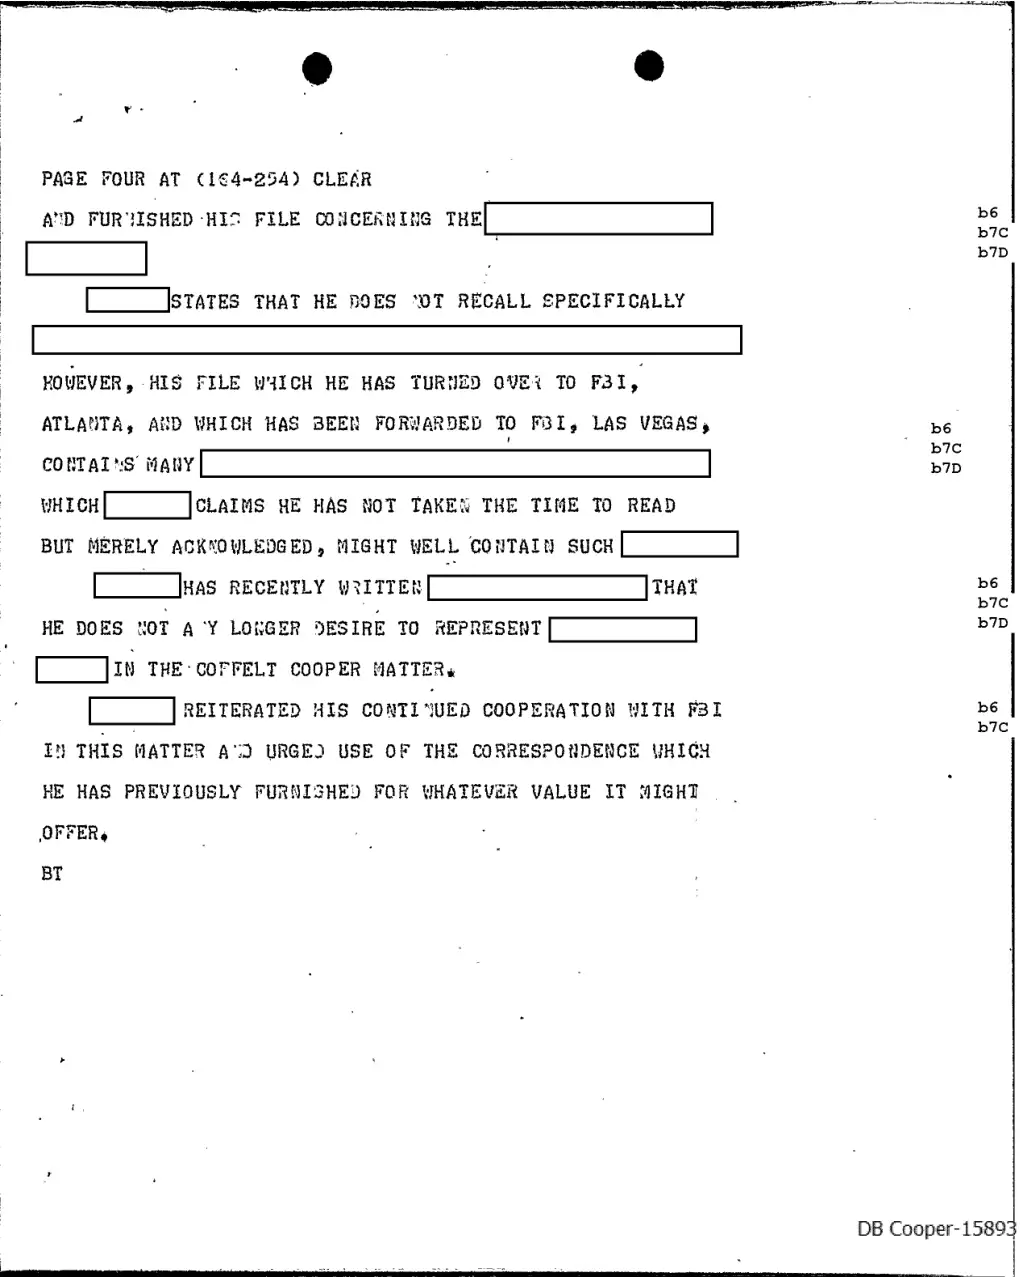 PAGE FOUR AT (164-254) CLEAR
AND FURNISHED HIS FILE CONCERNING THE
b6
b7C
b7D
STATES THAT HE DOES NOT RECALL SPECIFICALLY
HOWEVER, HIS FILE WHICH HE HAS TURNED OVER TO FBI,
ATLANTA, AND WHICH HAS BEEN FORWARDED TO FBI, LAS VEGAS,
CONTAINS MANY
b6
b7C
b7D
WHICH CLAIMS HE HAS NOT TAKEN THE TIME TO READ
BUT MERELY ACKNOWLEDGED, MIGHT WELL CONTAIN SUCH
HAS RECENTLY WRITTEN THAT
b6
b7C
b7D
HE DOES NOT ANY LONGER DESIRE TO REPRESENT
IN THE COFFELT COOPER MATTER.
REITERATED HIS CONTINUED COOPERATION WITH FBI
b6
b7C
IN THIS MATTER AND URGED USE OF THE CORRESPONDENCE WHICH
HE HAS PREVIOUSLY FURNISHED FOR WHATEVER VALUE IT MIGHT
OFFER.
BT
DB Cooper-15893